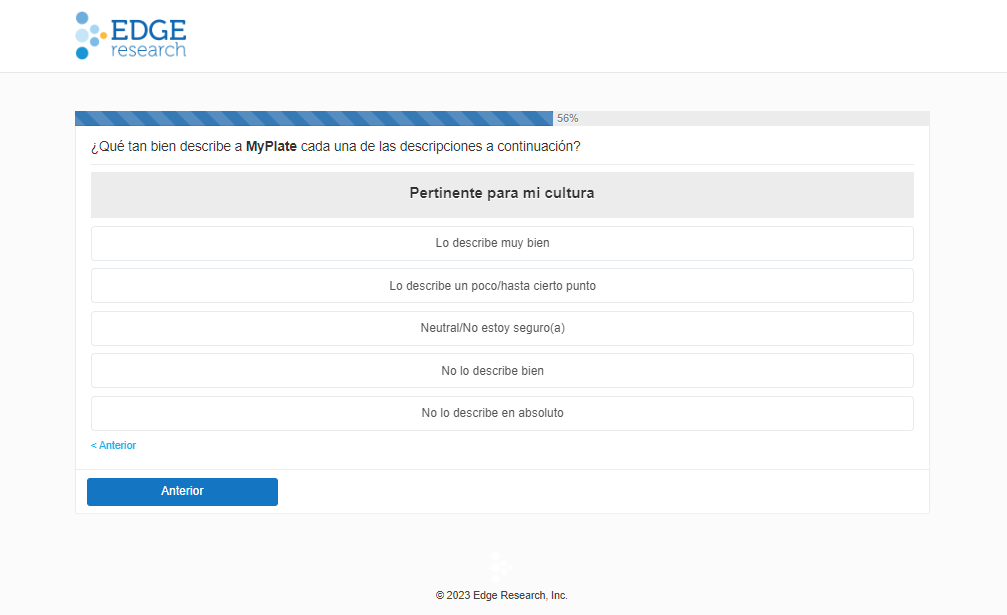 EDGE
research
56%
¿Qué tan bien describe a MyPlate cada una de las descripciones a continuación?
Pertinente para mi cultura
Lo describe muy bien
Lo describe un poco/hasta cierto punto
Neutral/No estoy seguro(a)
No lo describe bien
No lo describe en absoluto
< Anterior
Anterior
© 2023 Edge Research, Inc.